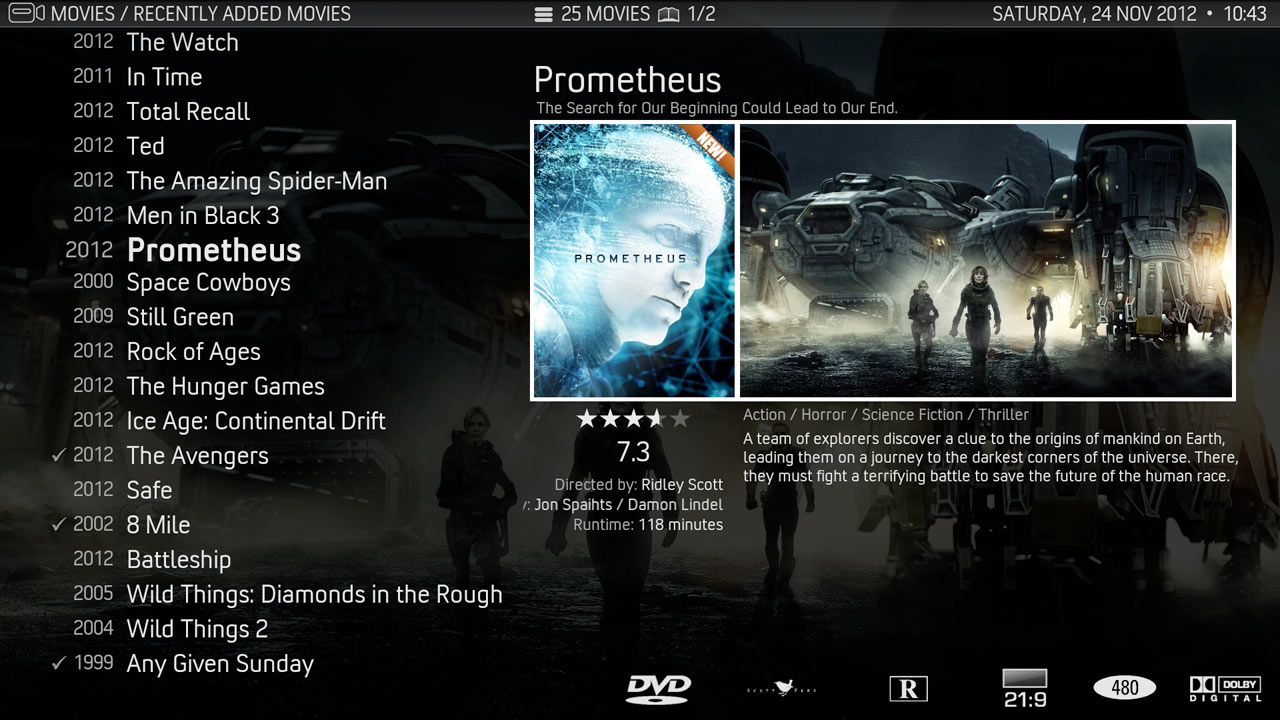 MOVIES / RECENTLY ADDED MOVIES
25 MOVIES 1/2
SATURDAY, 24 NOV 2012 • 10:43
2012 The Watch
2011 In Time
2012 Total Recall
2012 Ted
2012 The Amazing Spider-Man
2012 Men in Black 3
2012 Prometheus
2000 Space Cowboys
2009 Still Green
2012 Rock of Ages
2012 The Hunger Games
2012 Ice Age: Continental Drift
✓ 2012 The Avengers
2012 Safe
✓ 2002 8 Mile
2012 Battleship
2005 Wild Things: Diamonds in the Rough
2004 Wild Things 2
✓ 1999 Any Given Sunday
Prometheus
The Search for Our Beginning Could Lead to Our End.
NEW!
PROMETHEUS
7.3
Directed by: Ridley Scott
: Jon Spaihts / Damon Lindel
Runtime: 118 minutes
Action / Horror / Science Fiction / Thriller
A team of explorers discover a clue to the origins of mankind on Earth,
leading them on a journey to the darkest corners of the universe. There,
they must fight a terrifying battle to save the future of the human race.
DVD
SCOTT FREE
R
21:9
480
DOLBY
DIGITAL